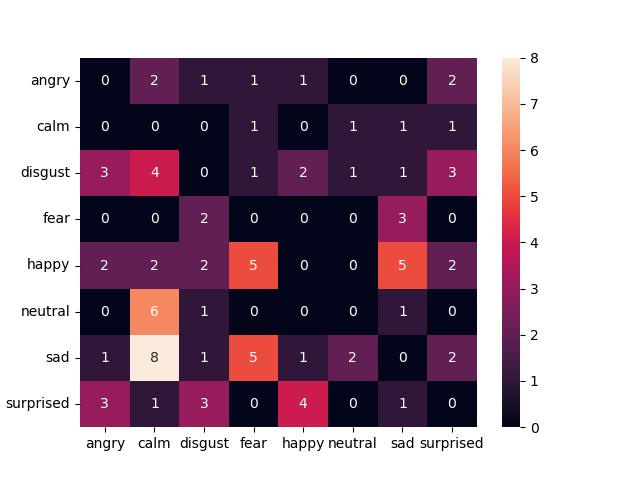 angry 0 2 1 1 1 0 0 2
calm 0 0 0 1 0 1 1 1
disgust 3 4 0 1 2 1 1 3
fear 0 0 2 0 0 0 3 0
happy 2 2 2 5 0 0 5 2
neutral 0 6 1 0 0 0 1 0
sad 1 8 1 5 1 2 0 2
surprised 3 1 3 0 4 0 1 0
angry calm disgust fear happy neutral sad surprised
8
7
6
5
4
3
2
1
0